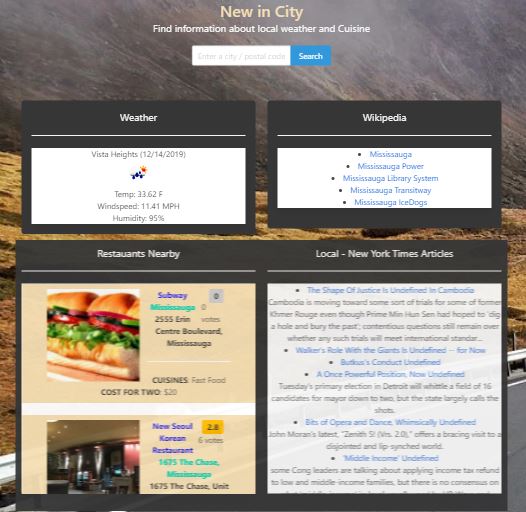 New in City
Find information about local weather and Cuisine
Enter a city / postal code
Search
Weather
Vista Heights (12/14/2019)
Temp: 33.62 F
Windspeed: 11.41 MPH
Humidity: 95%
Wikipedia
Mississauga
Mississauga Power
Mississauga Library System
Mississauga Transitway
Mississauga IceDogs
Restauants Nearby
Subway
0
Mississauga
0
2555 Erin
votes
Centre Boulevard,
Mississauga
CUISINES: Fast Food
COST FOR TWO: $20
New Seoul
2.8
Korean
6 votes
Restaurant
1675 The Chase,
Mississauga
1675 The Chase, Unit
Local - New York Times Articles
The Shape Of Justice Is Undefined In Cambodia
Cambodia is moving toward some sort of trials for some of former
Khmer Rouge even though Prime Min Hun Sen had hoped to 'dig
a hole and bury the past'; contentious questions still remain over
whether any such trials will meet international standar...
Walker's Role With the Giants Is Undefined -- for Now
Butkus's Conduct Undefined
A Once Powerful Position, Now Undefined
Tuesday's primary election in Detroit will whittle a field of 16
candidates for mayor down to two, but the state largely calls the
shots.
Bits of Opera and Dance, Whimsically Undefined
John Moran's latest, "Zenith 5! (Vrs. 2.0)," offers a bracing visit to a
disjointed and lip-synched world.
'Middle Income' Undefined
some Cong leaders are talking about applying income tax refund
to low and middle-income families, but there is no consensus on